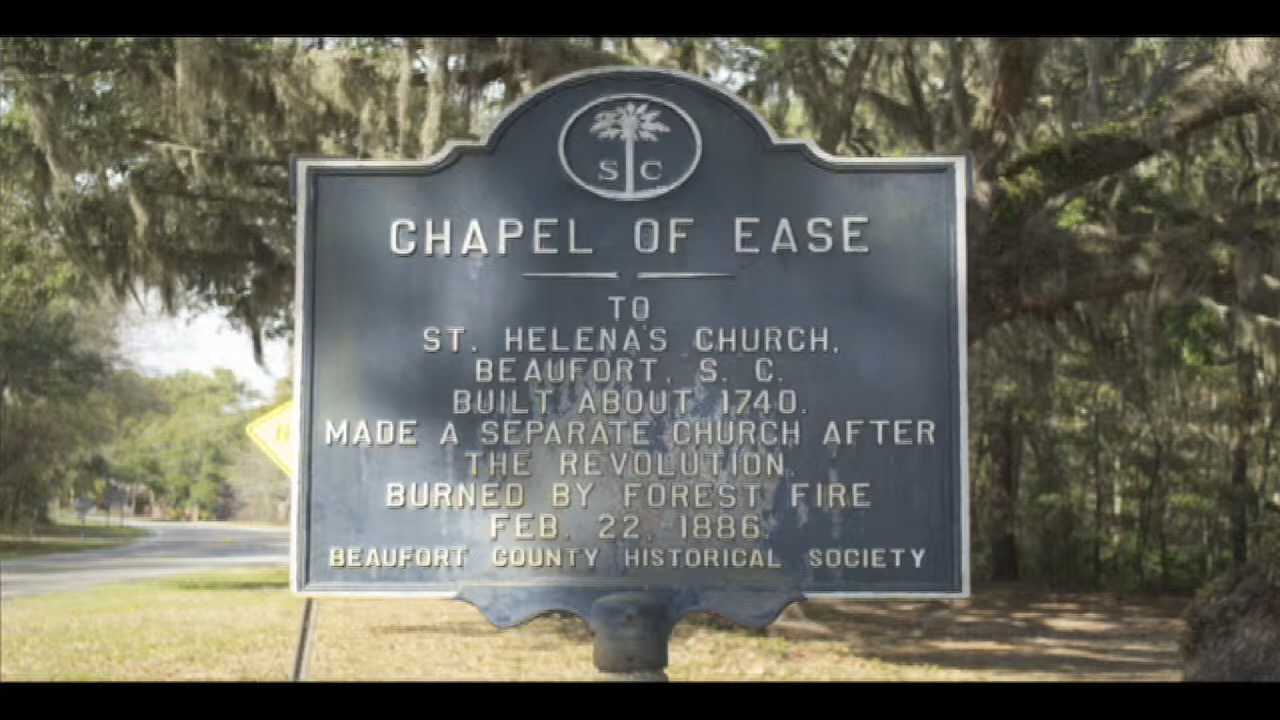 S C
CHAPEL OF EASE
TO
ST. HELENA'S CHURCH,
BEAUFORT, S. C.
BUILT ABOUT 1740.
MADE A SEPARATE CHURCH AFTER
THE REVOLUTION.
BURNED BY FOREST FIRE
FEB. 22, 1886.
BEAUFORT COUNTY HISTORICAL SOCIETY